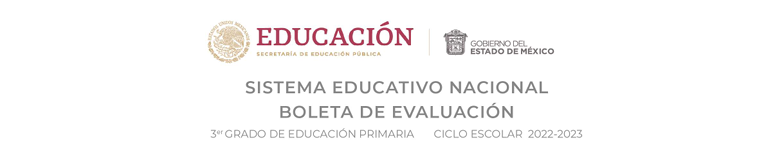 EDUCACIÓN
SECRETARÍA DE EDUCACIÓN PÚBLICA
GOBIERNO DEL
ESTADO DE MÉXICO
SISTEMA EDUCATIVO NACIONAL
BOLETA DE EVALUACIÓN
3er GRADO DE EDUCACIÓN PRIMARIA CICLO ESCOLAR 2022-2023